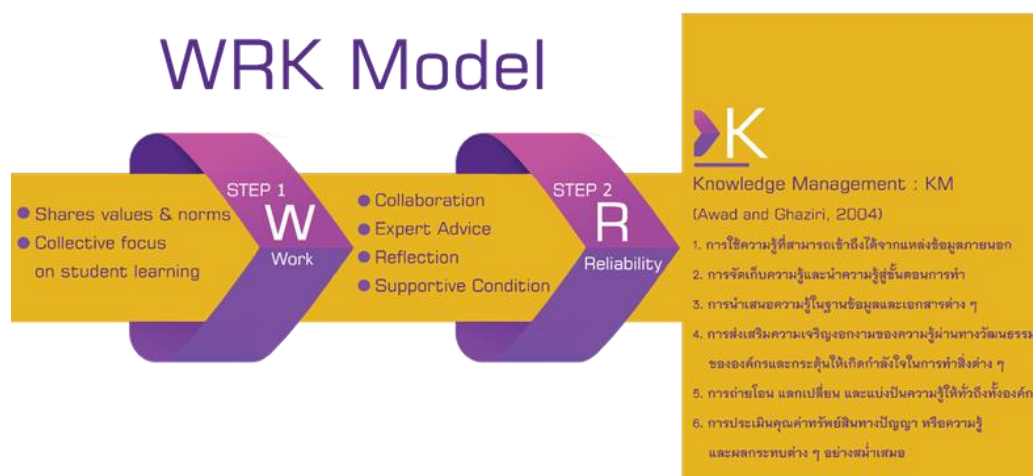 WRK Model
Shares values & norms
Collective focus
on student learning
STEP 1
W
Work
Collaboration
Expert Advice
Reflection
Supportive Condition
STEP 2
R
Reliability
K
Knowledge Management : KM
(Awad and Ghaziri, 2004)
1. การใช้ความรู้ที่สามารถเข้าถึงได้จากแหล่งข้อมูลภายนอก
2. การจัดเก็บความรู้และนำความรู้สู่ขั้นตอนการทำ
3. การนำเสนอความรู้ในฐานข้อมูลและเอกสารต่าง ๆ
4. การส่งเสริมความเจริญงอกงามของความรู้ผ่านทางวัฒนธรรม
ขององค์กรและกระตุ้นให้เกิดกำลังใจในการทำสิ่งต่าง ๆ
5. การถ่ายโอน แลกเปลี่ยน และแบ่งปันความรู้ให้ทั่วถึงทั้งองค์กร
6. การประเมินคุณค่าทรัพย์สินทางปัญญา หรือความรู้
และผลกระทบต่าง ๆ อย่างสม่ำเสมอ